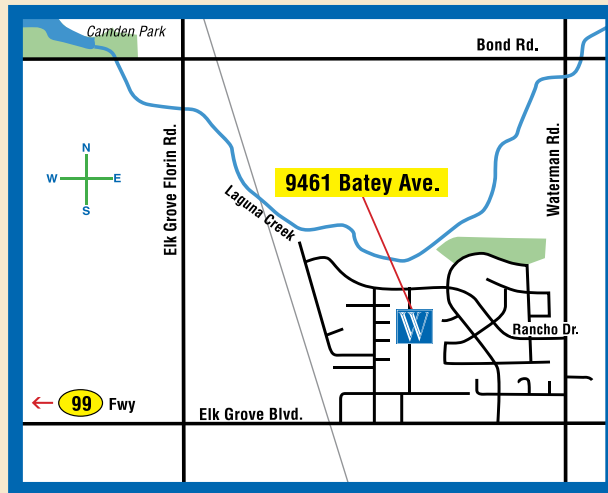 Camden Park
Bond Rd.
Elk Grove Florin Rd.
Waterman Rd.
N
W
E
S
9461 Batey Ave.
Laguna Creek
W
Rancho Dr.
99 Fwy
Elk Grove Blvd.